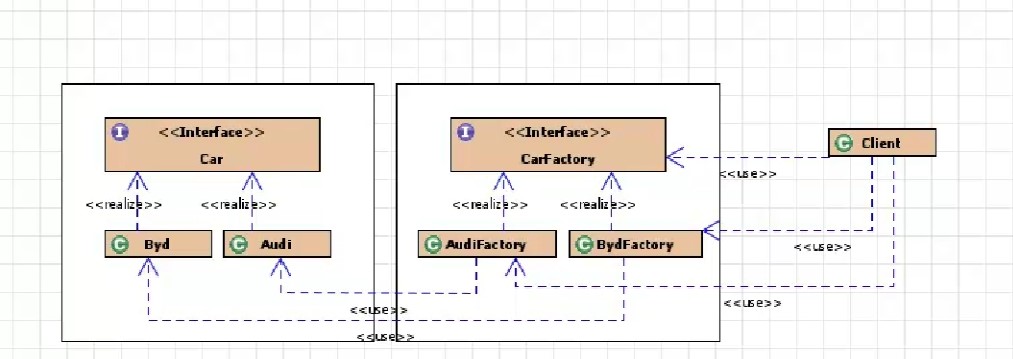 I <<Interface>>
Car
I <<Interface>>
CarFactory
C Client
<<use>>
<<realize>>
<<realize>>
<<realize>>
<<realize>>
C Byd
C Audi
C AudiFactory
C BydFactory
<<use>>
<<use>>
<<use>>
<<use>>